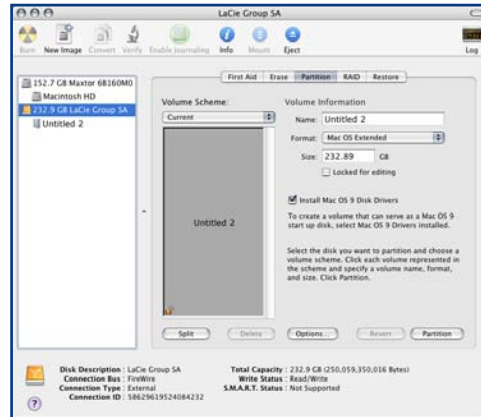 LaCie Group SA
Burn New Image Convert Verify Enable Journaling Info Mount Eject Log
First Aid Erase Partition RAID Restore
152.7 GB Maxtor 6B160M0
Macintosh HD
232.9 GB LaCie Group SA
Untitled 2
Volume Scheme:
Current
Untitled 2
Volume Information
Name: Untitled 2
Format: Mac OS Extended
Size: 232.89 GB
Locked for editing
Install Mac OS 9 Disk Drivers
To create a volume that can serve as a Mac OS 9
start up disk, select Mac OS 9 Drivers installed.
Select the disk you want to partition and choose a
volume scheme. Click each volume represented in
the scheme and specify a volume name, format,
and size. Click Partition.
Split Delete Options... Revert Partition
Disk Description : LaCie Group SA
Connection Bus : FireWire
Connection Type : External
Connection ID : 58629619524084232
Total Capacity : 232.9 GB (250,059,350,016 Bytes)
Write Status : Read/Write
S.M.A.R.T. Status : Not Supported
?